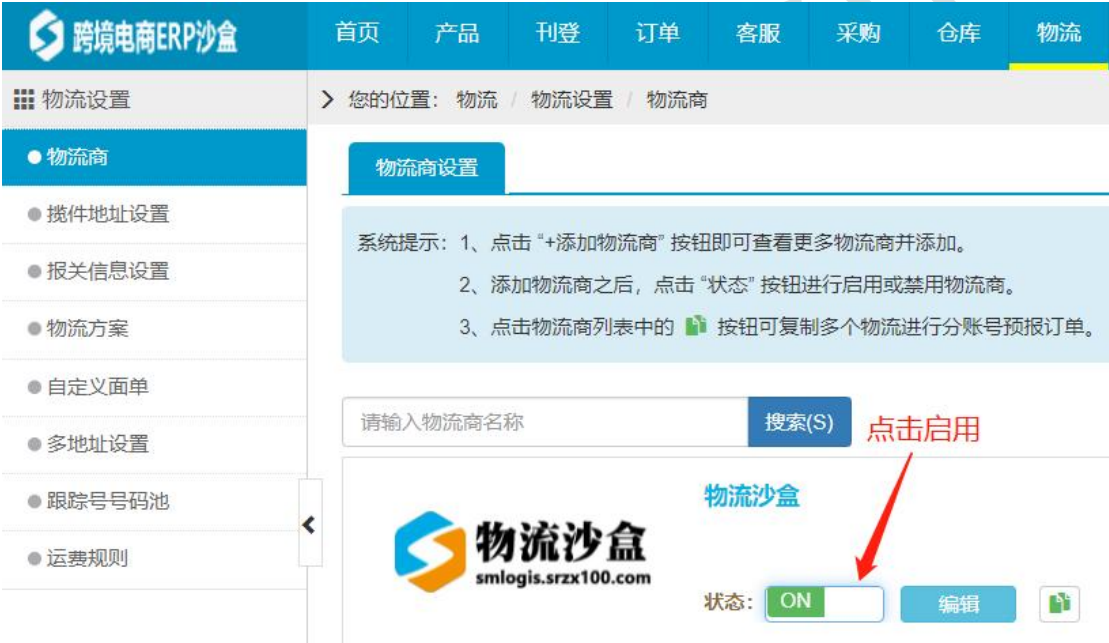 跨境电商ERP沙盒
首页 产品 刊登 订单 客服 采购 仓库 物流
物流设置
您的位置： 物流 / 物流设置 / 物流商
物流商
揽件地址设置
报关信息设置
物流方案
自定义面单
多地址设置
跟踪号号码池
运费规则
物流商设置
系统提示：1、点击 “+添加物流商” 按钮即可查看更多物流商并添加。
2、添加物流商之后，点击 “状态” 按钮进行启用或禁用物流商。
3、点击物流商列表中的 按钮可复制多个物流进行分账号预报订单。
请输入物流商名称
搜索(S)
点击启用
物流沙盒
smlogis.srzx100.com
物流沙盒
状态： ON 编辑